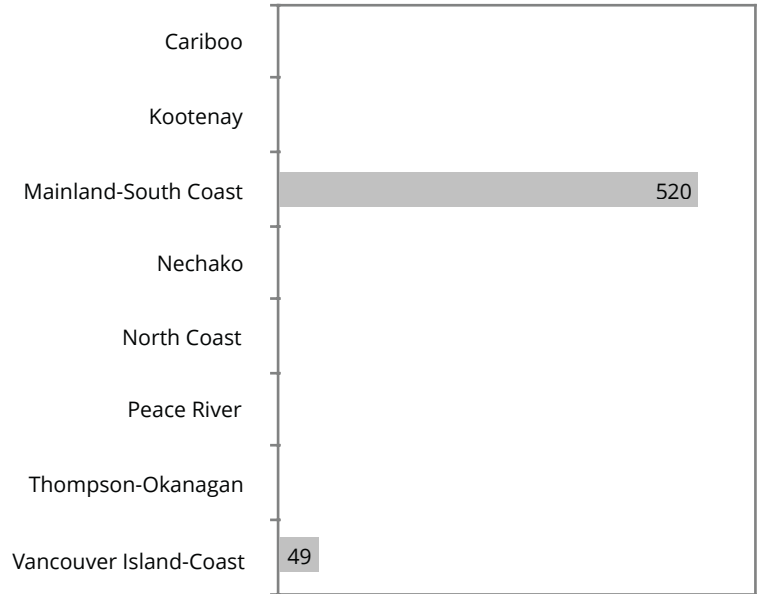 Cariboo
Kootenay
Mainland-South Coast
520
Nechako
North Coast
Peace River
Thompson-Okanagan
Vancouver Island-Coast
49